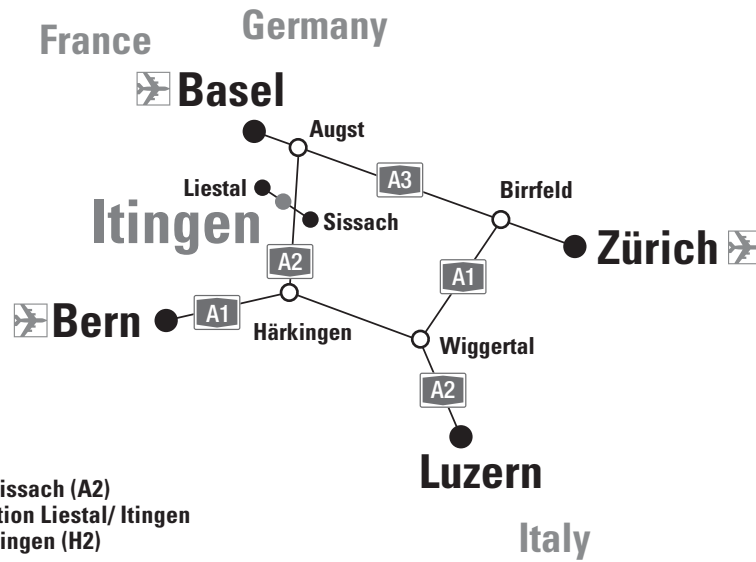 Germany
France
Basel
Augst
A3
Birrfeld
Liestal
Itingen
Sissach
Zürich
A2
A1
A1
Bern
Härkingen
Wiggertal
A2
Luzern
issach (A2)
tion Liestal/ Itingen
ingen (H2)
Italy